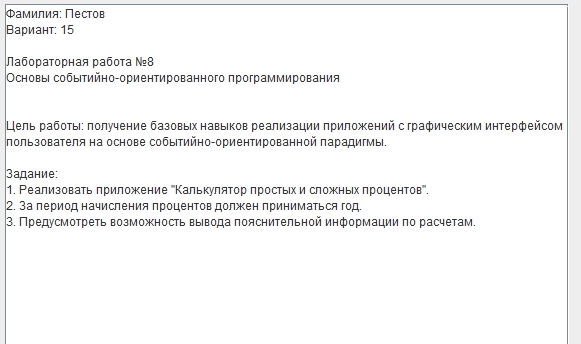 Фамилия: Пестов
Вариант: 15
Лабораторная работа №8
Основы событийно-ориентированного программирования
Цель работы: получение базовых навыков реализации приложений с графическим интерфейсом
пользователя на основе событийно-ориентированной парадигмы.
Задание:
1. Реализовать приложение "Калькулятор простых и сложных процентов".
2. За период начисления процентов должен приниматься год.
3. Предусмотреть возможность вывода пояснительной информации по расчетам.